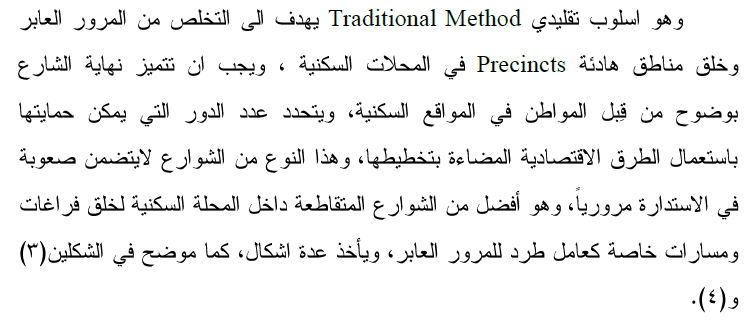 وهو اسلوب تقليدي Traditional Method يهدف الى التخلص من المرور العابر
وخلق مناطق هادئة Precincts في المحلات السكنية ، ويجب ان تتميز نهاية الشارع
بوضوح من قِبل المواطن في المواقع السكنية، ويتحدد عدد الدور التي يمكن حمايتها
باستعمال الطرق الاقتصادية المضاءة بتخطيطها، وهذا النوع من الشوارع لايتضمن صعوبة
في الاستدارة مرورياً، وهو أفضل من الشوارع المتقاطعة داخل المحلة السكنية لخلق فراغات
ومسارات خاصة كعامل طرد للمرور العابر، ويأخذ عدة اشكال، كما موضح في الشكلين(٣)
و(٤).